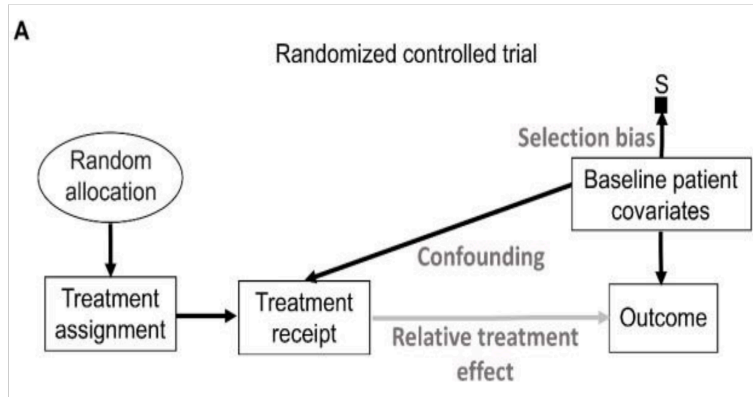 A
Randomized controlled trial
S
Selection bias
Random
allocation
Baseline patient
covariates
Confounding
Treatment
assignment
Treatment
receipt
Relative treatment
effect
Outcome